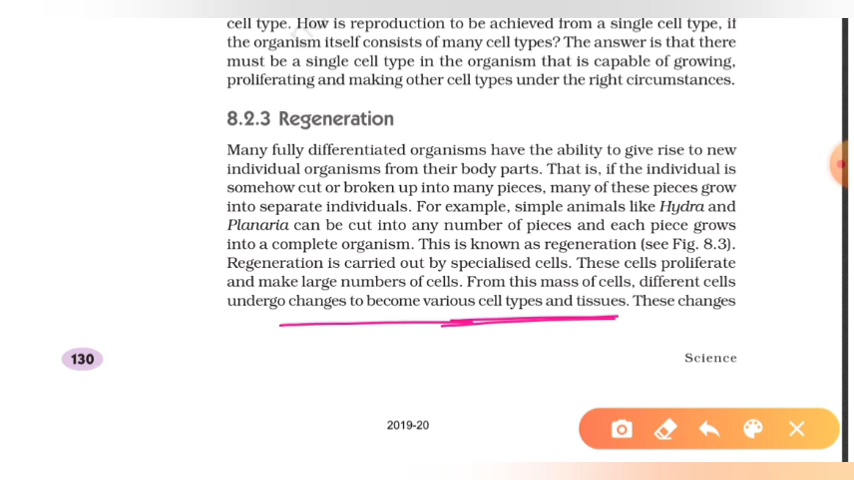 cell type. How is reproduction to be achieved from a single cell type, if
the organism itself consists of many cell types? The answer is that there
must be a single cell type in the organism that is capable of growing,
proliferating and making other cell types under the right circumstances.
8.2.3 Regeneration
Many fully differentiated organisms have the ability to give rise to new
individual organisms from their body parts. That is, if the individual is
somehow cut or broken up into many pieces, many of these pieces grow
into separate individuals. For example, simple animals like Hydra and
Planaria can be cut into any number of pieces and each piece grows
into a complete organism. This is known as regeneration (see Fig. 8.3).
Regeneration is carried out by specialised cells. These cells proliferate
and make large numbers of cells. From this mass of cells, different cells
undergo changes to become various cell types and tissues. These changes
130
Science
2019-20